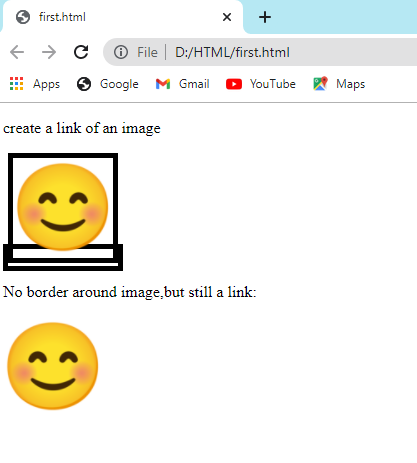 first.html
File | D:/HTML/first.html
Apps Google Gmail YouTube Maps
create a link of an image
No border around image,but still a link: